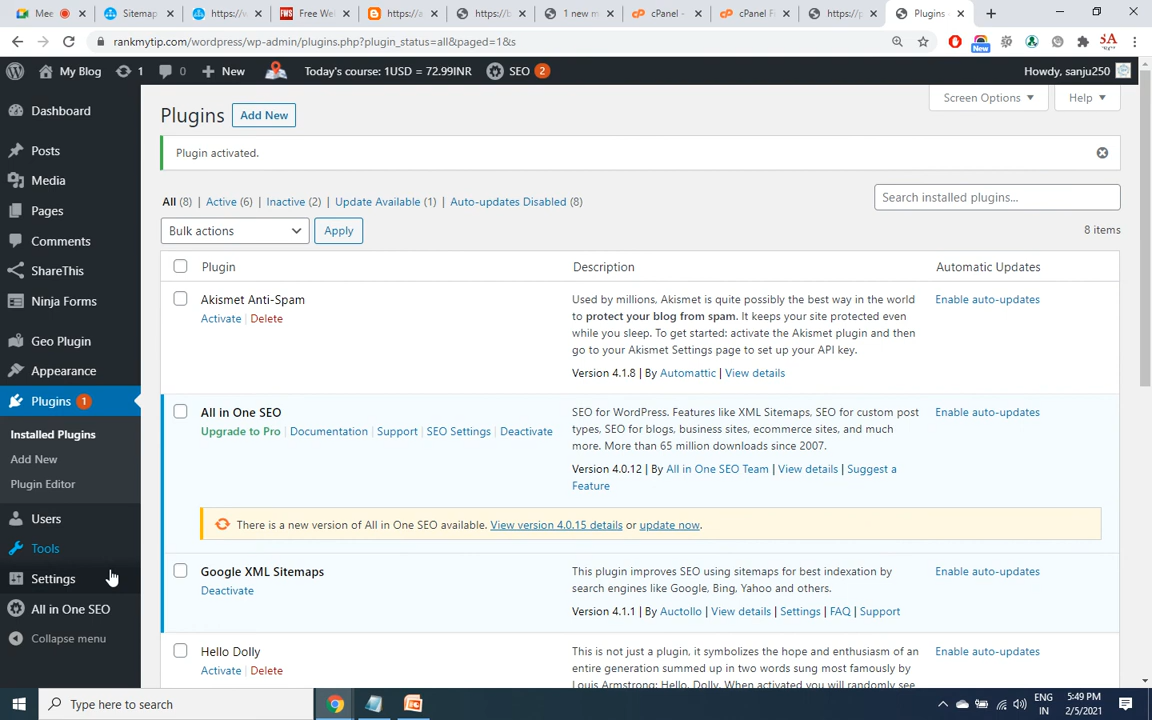 Meet
Sitemap
https://w
Free We
https://a
https://b
1 new m
cPanel -
cPanel F
https://p
Plugins
rankmytip.com/wordpress/wp-admin/plugins.php?plugin_status=all&paged=1&s
New
My Blog 1 0 New Today's course: 1USD = 72.99INR SEO 2 Howdy, sanju250
Dashboard
Posts
Media
Pages
Comments
ShareThis
Ninja Forms
Geo Plugin
Appearance
Plugins 1
Installed Plugins
Add New
Plugin Editor
Users
Tools
Settings
All in One SEO
Collapse menu
Screen Options Help
Plugins Add New
Plugin activated.
All (8) | Active (6) | Inactive (2) | Update Available (1) | Auto-updates Disabled (8)
Search installed plugins...
Bulk actions Apply
8 items
Plugin Description Automatic Updates
Akismet Anti-Spam
Activate | Delete
Used by millions, Akismet is quite possibly the best way in the world
to protect your blog from spam. It keeps your site protected even
while you sleep. To get started: activate the Akismet plugin and then
go to your Akismet Settings page to set up your API key.
Version 4.1.8 | By Automattic | View details
Enable auto-updates
All in One SEO
Upgrade to Pro | Documentation | Support | SEO Settings | Deactivate
SEO for WordPress. Features like XML Sitemaps, SEO for custom post
types, SEO for blogs, business sites, ecommerce sites, and much
more. More than 65 million downloads since 2007.
Version 4.0.12 | By All in One SEO Team | View details | Suggest a
Feature
Enable auto-updates
There is a new version of All in One SEO available. View version 4.0.15 details or update now.
Google XML Sitemaps
Deactivate
This plugin improves SEO using sitemaps for best indexation by
search engines like Google, Bing, Yahoo and others.
Version 4.1.1 | By Auctollo | View details | Settings | FAQ | Support
Enable auto-updates
Hello Dolly
Activate | Delete
This is not just a plugin, it symbolizes the hope and enthusiasm of an
entire generation summed up in two words sung most famously by
Louis Armstrong: Hello, Dolly. When activated you will randomly see
Enable auto-updates
Type here to search
ENG
IN
5:49 PM
2/5/2021